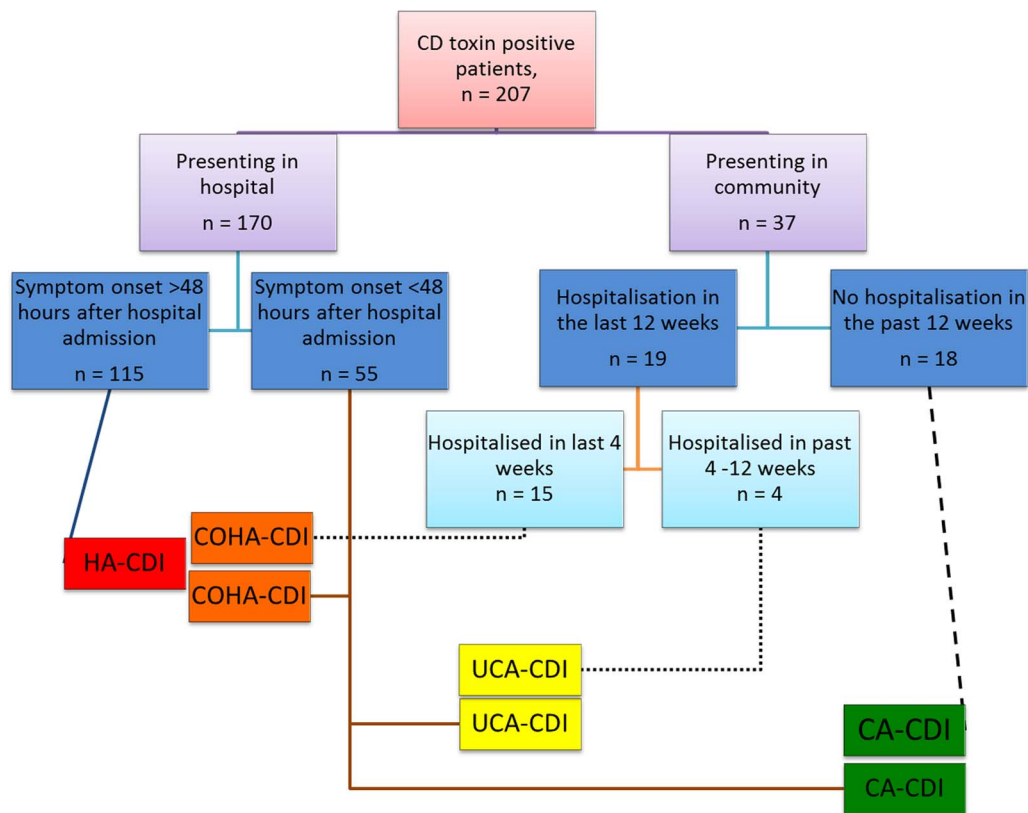 CD toxin positive
patients,
n = 207
Presenting in
hospital
n = 170
Presenting in
community
n = 37
Symptom onset >48
hours after hospital
admission
n = 115
Symptom onset <48
hours after hospital
admission
n = 55
Hospitalisation in
the last 12 weeks
n = 19
No hospitalisation in
the past 12 weeks
n = 18
Hospitalised in last 4
weeks
n = 15
Hospitalised in past
4 -12 weeks
n = 4
HA-CDI
COHA-CDI
COHA-CDI
UCA-CDI
UCA-CDI
CA-CDI
CA-CDI